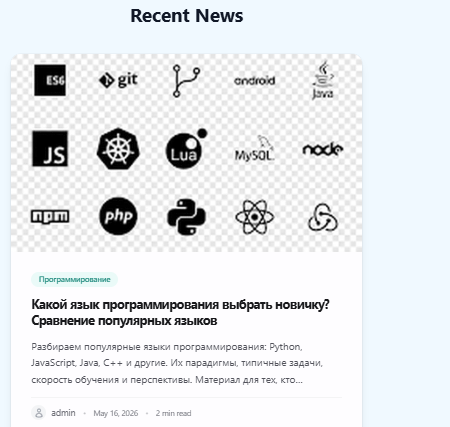 Recent News
ES6
git
android
Java
JS
Lua
MySQL
node
npm
php
Программирование
Какой язык программирования выбрать новичку?
Сравнение популярных языков
Разбираем популярные языки программирования: Python,
JavaScript, Java, C++ и другие. Их парадигмы, типичные задачи,
скорость обучения и перспективы. Материал для тех, кто...
admin • May 16, 2026 • 2 min read